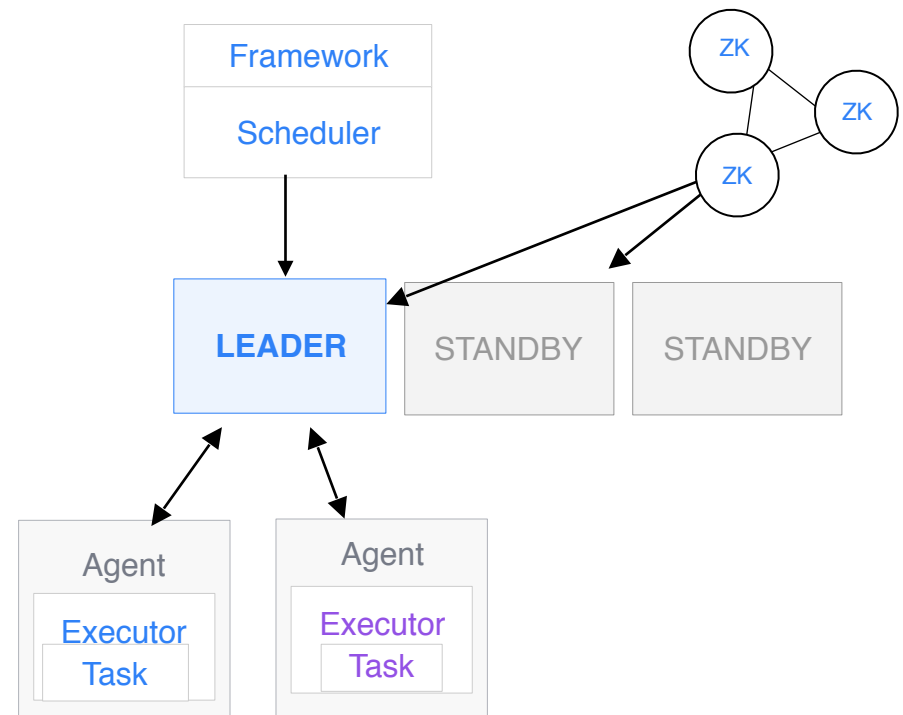 Framework
Scheduler
ZK
ZK
ZK
LEADER
STANDBY
STANDBY
Agent
Executor
Task
Agent
Executor
Task